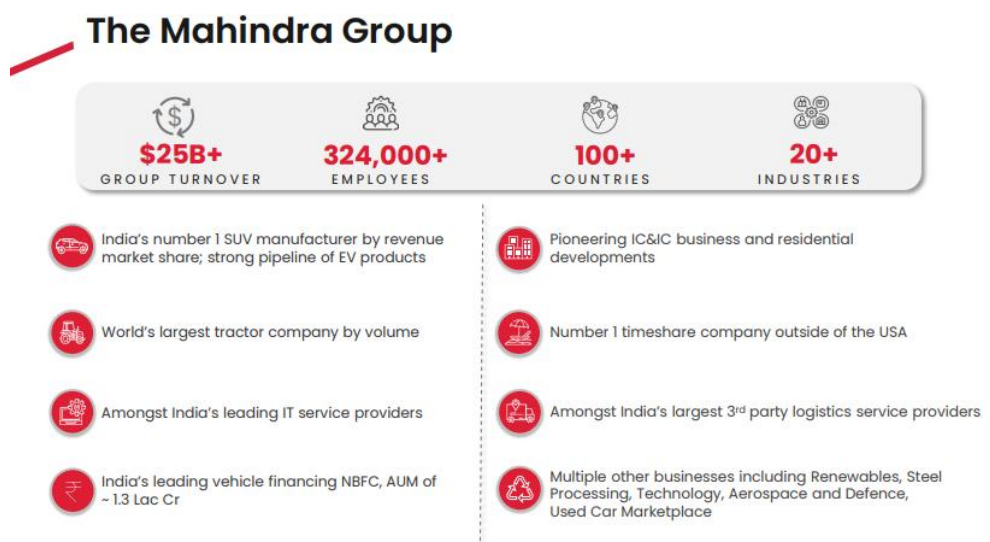 The Mahindra Group
$25B+
GROUP TURNOVER
324,000+
EMPLOYEES
100+
COUNTRIES
20+
INDUSTRIES
India's number 1 SUV manufacturer by revenue
market share; strong pipeline of EV products
World's largest tractor company by volume
Amongst India's leading IT service providers
India's leading vehicle financing NBFC, AUM of
~ 1.3 Lac Cr
Pioneering IC&IC business and residential
developments
Number 1 timeshare company outside of the USA
Amongst India's largest 3rd party logistics service providers
Multiple other businesses including Renewables, Steel
Processing, Technology, Aerospace and Defence,
Used Car Marketplace